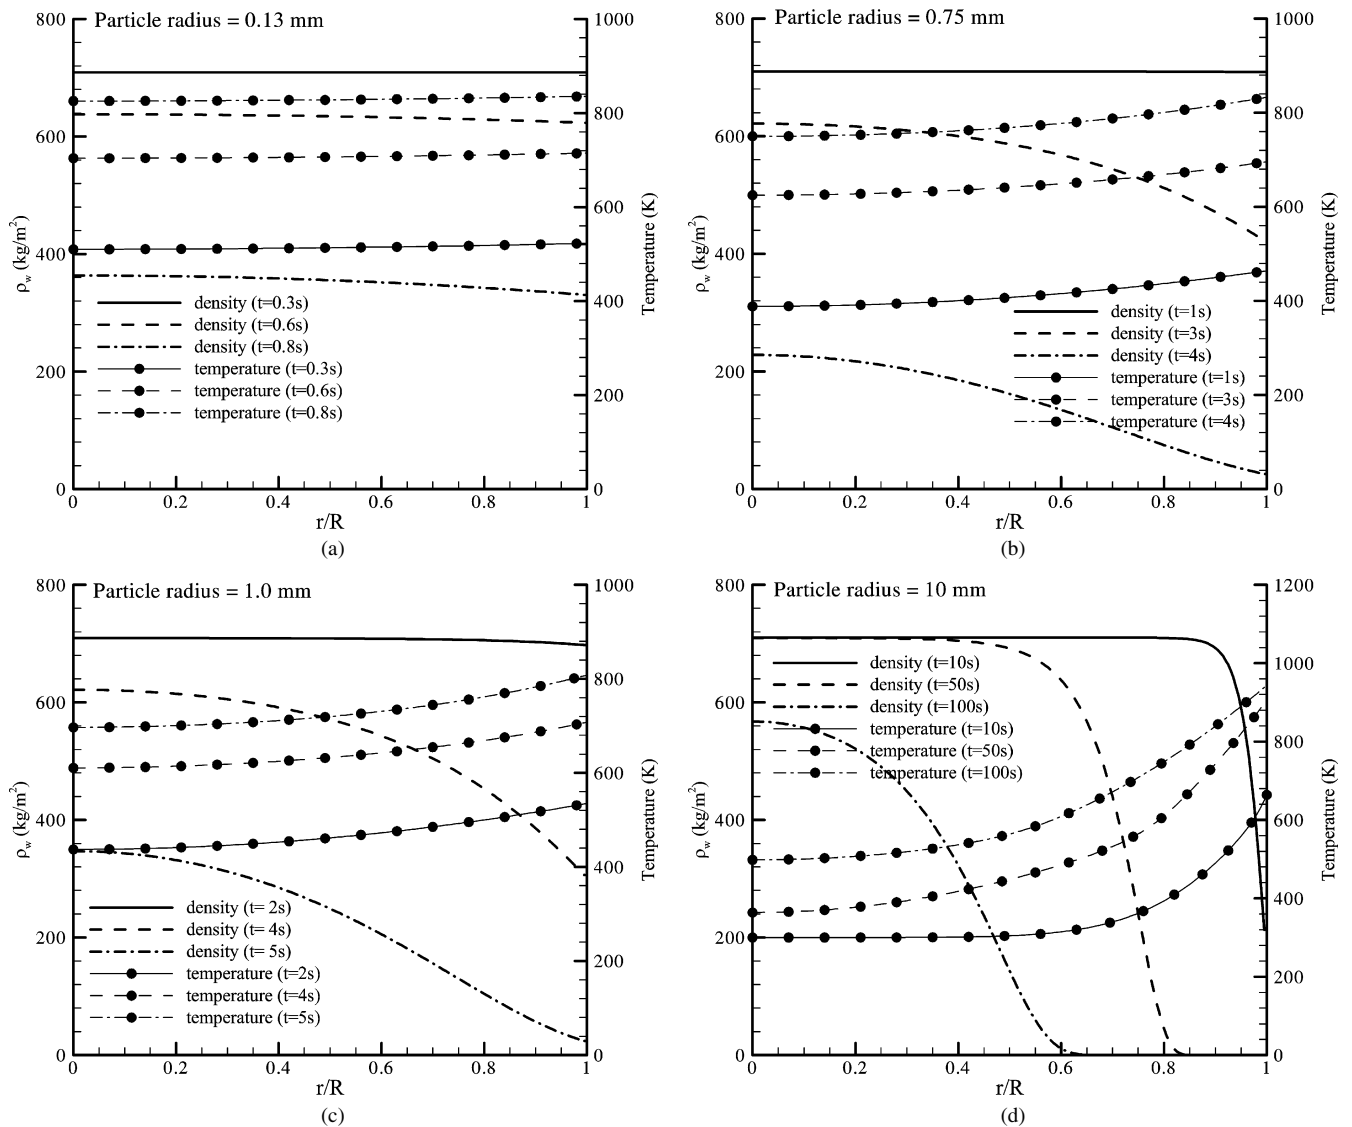 Particle radius = 0.13 mm
800
600
400
200
0
ρw (kg/m²)
1000
800
600
400
200
0
Temperature (K)
density (t=0.3s)
density (t=0.6s)
density (t=0.8s)
temperature (t=0.3s)
temperature (t=0.6s)
temperature (t=0.8s)
0 0.2 0.4 0.6 0.8 1
r/R
(a)
Particle radius = 0.75 mm
800
600
400
200
0
ρw (kg/m²)
1000
800
600
400
200
0
Temperature (K)
density (t=1s)
density (t=3s)
density (t=4s)
temperature (t=1s)
temperature (t=3s)
temperature (t=4s)
0 0.2 0.4 0.6 0.8 1
r/R
(b)
Particle radius = 1.0 mm
800
600
400
200
0
ρw (kg/m²)
1000
800
600
400
200
0
Temperature (K)
density (t= 2s)
density (t= 4s)
density (t= 5s)
temperature (t=2s)
temperature (t=4s)
temperature (t=5s)
0 0.2 0.4 0.6 0.8 1
r/R
(c)
Particle radius = 10 mm
800
600
400
200
0
ρw (kg/m²)
1200
1000
800
600
400
200
0
Temperature (K)
density (t=10s)
density (t=50s)
density (t=100s)
temperature (t=10s)
temperature (t=50s)
temperature (t=100s)
0 0.2 0.4 0.6 0.8 1
r/R
(d)